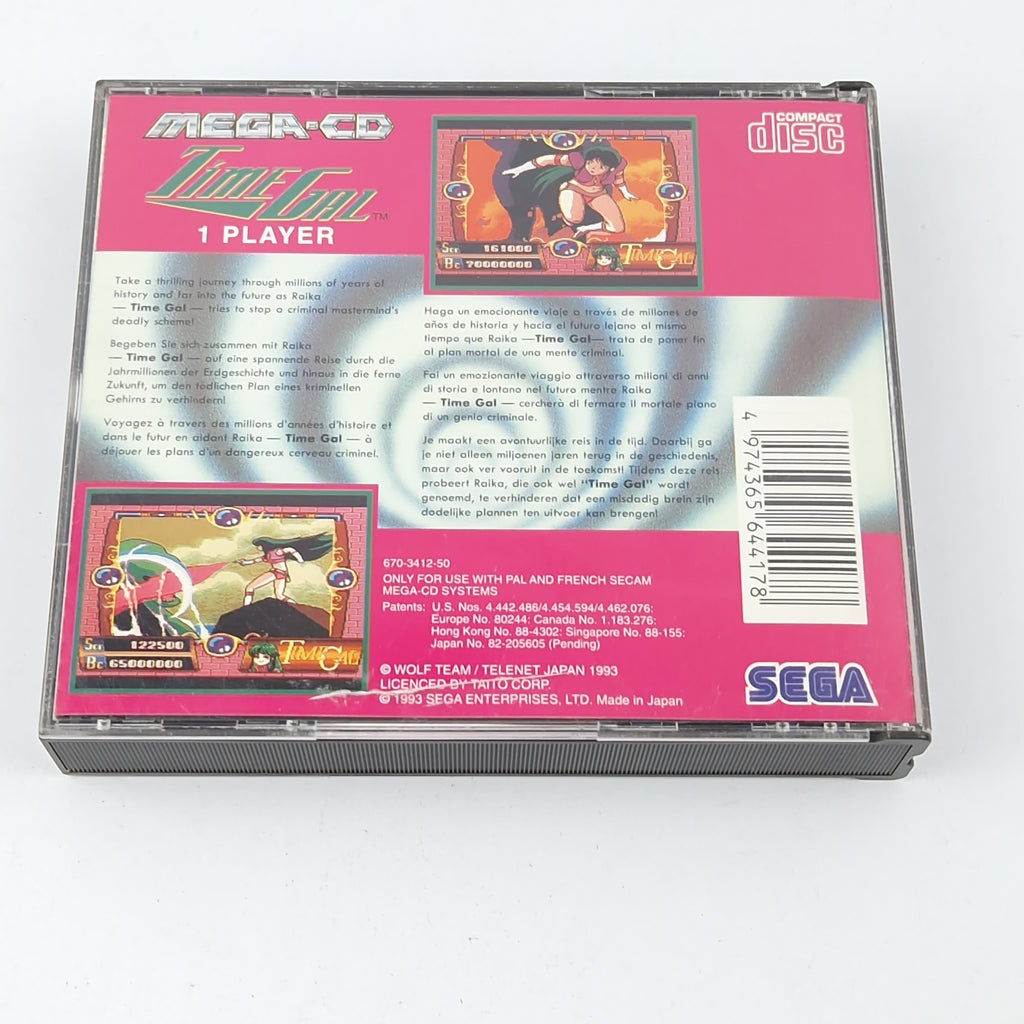 MEGA-CD
TIME GAL™
1 PLAYER
COMPACT
disc
Scr 161000
Bc 70000000
TIME GAL
Take a thrilling journey through millions of years of
history and far into the future as Raika
— Time Gal — tries to stop a criminal mastermind's
deadly scheme!
Begeben Sie sich zusammen mit Raika
— Time Gal — auf eine spannende Reise durch die
Jahrmillionen der Erdgeschichte und hinaus in die ferne
Zukunft, um den tödlichen Plan eines kriminellen
Gehirns zu verhindern!
Voyagez à travers des millions d'années d'histoire et
dans le futur en aidant Raika — Time Gal — à
déjouer les plans d'un dangereux cerveau criminel.
Haga un emocionante viaje a través de millones de
años de historia y hacia el futuro lejano al mismo
tiempo que Raika —Time Gal— trata de poner fin
al plan mortal de una mente criminal.
Fai un emozionante viaggio attraverso milioni di anni
di storia e lontano nel futuro mentre Raika
— Time Gal — cercherà di fermare il mortale piano
di un genio criminale.
Je maakt een avontuurlijke reis in de tijd. Daarbij ga
je niet alleen miljoenen jaren terug in de geschiedenis,
maar ook ver vooruit in de toekomst! Tijdens deze reis
probeert Raika, die ook wel "Time Gal" wordt
genoemd, te verhinderen dat een misdadig brein zijn
dodelijke plannen ten uitvoer kan brengen!
4 974365 644178
Scr 122500
Bc 65000000
TIME GAL
670-3412-50
ONLY FOR USE WITH PAL AND FRENCH SECAM
MEGA-CD SYSTEMS
Patents: U.S. Nos. 4.442.486/4.454.594/4.462.076:
Europe No. 80244: Canada No. 1.183.276:
Hong Kong No. 88-4302: Singapore No. 88-155:
Japan No. 82-205605 (Pending)
© WOLF TEAM / TELENET JAPAN 1993
LICENCED BY TAITO CORP.
© 1993 SEGA ENTERPRISES, LTD. Made in Japan
SEGA